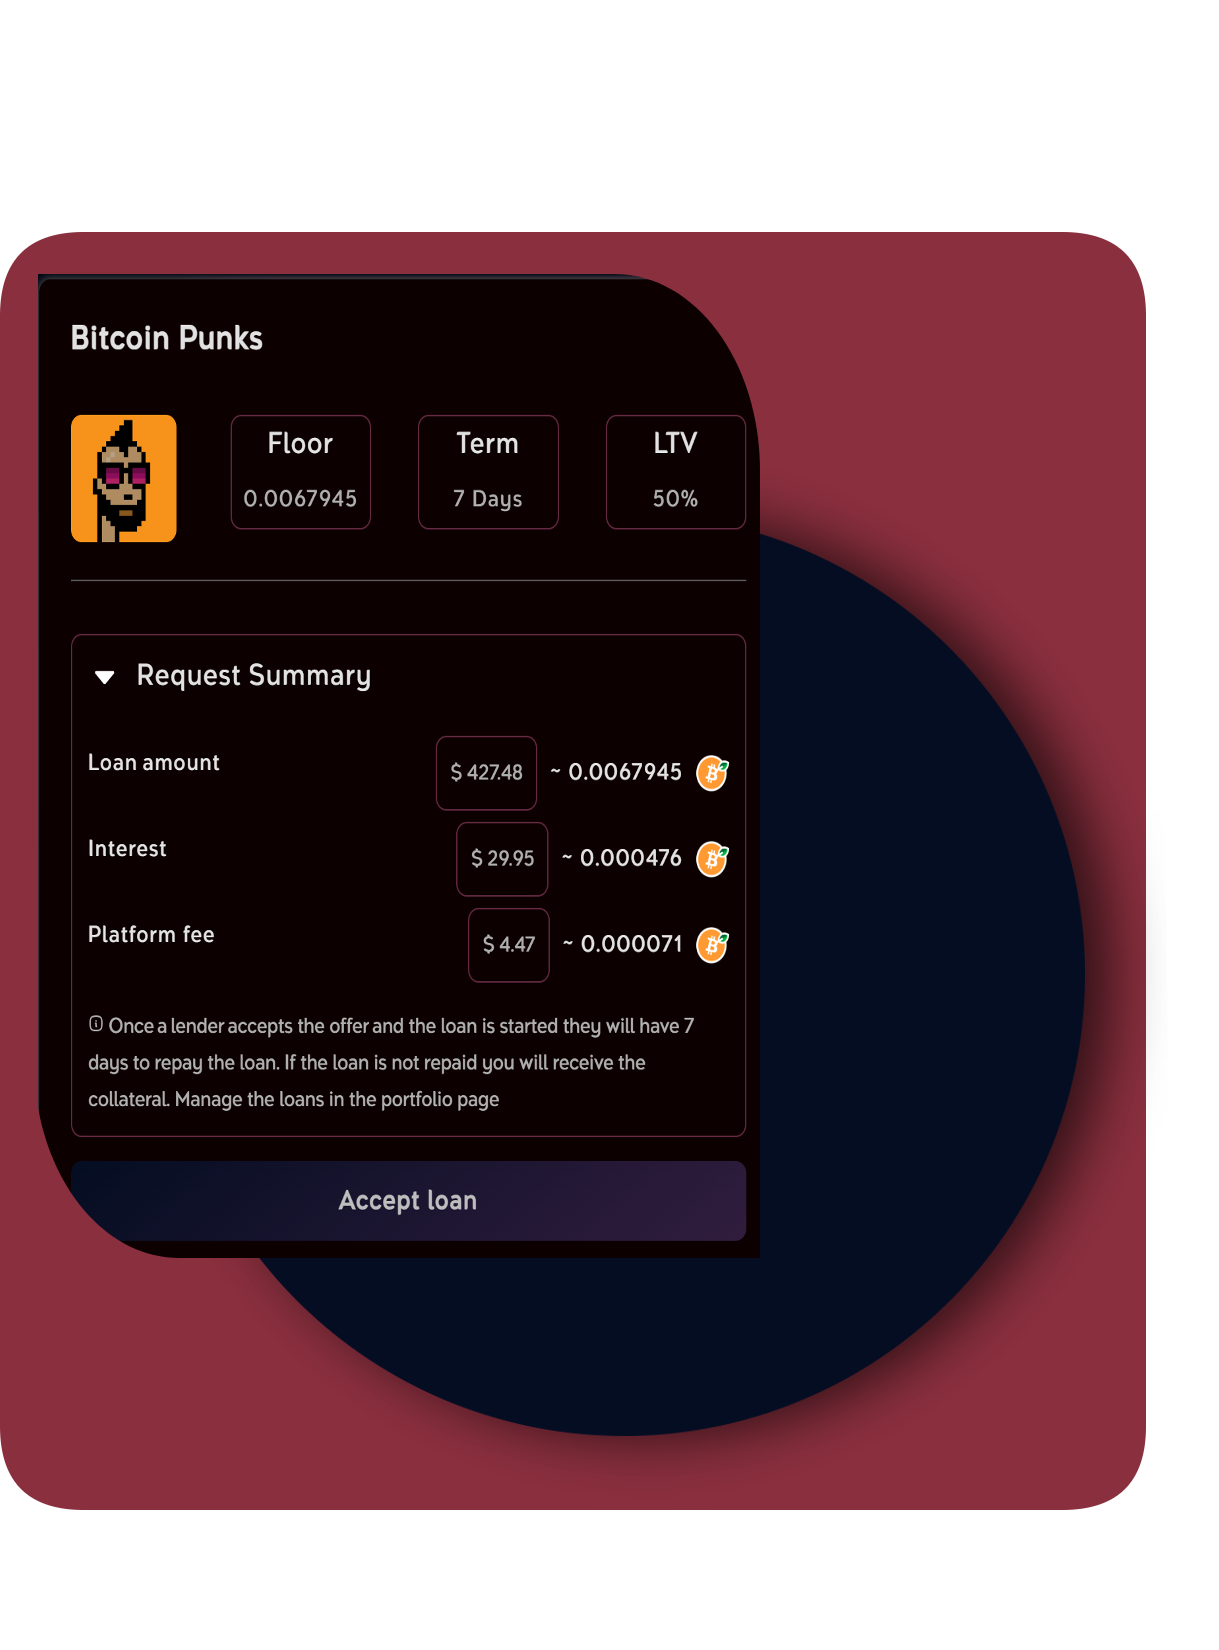 Bitcoin Punks
Floor
0.0067945
Term
7 Days
LTV
50%
Request Summary
Loan amount
$ 427.48
~ 0.0067945
Interest
$ 29.95
~ 0.000476
Platform fee
$ 4.47
~ 0.000071
Once a lender accepts the offer and the loan is started they will have 7
days to repay the loan. If the loan is not repaid you will receive the
collateral. Manage the loans in the portfolio page
Accept loan